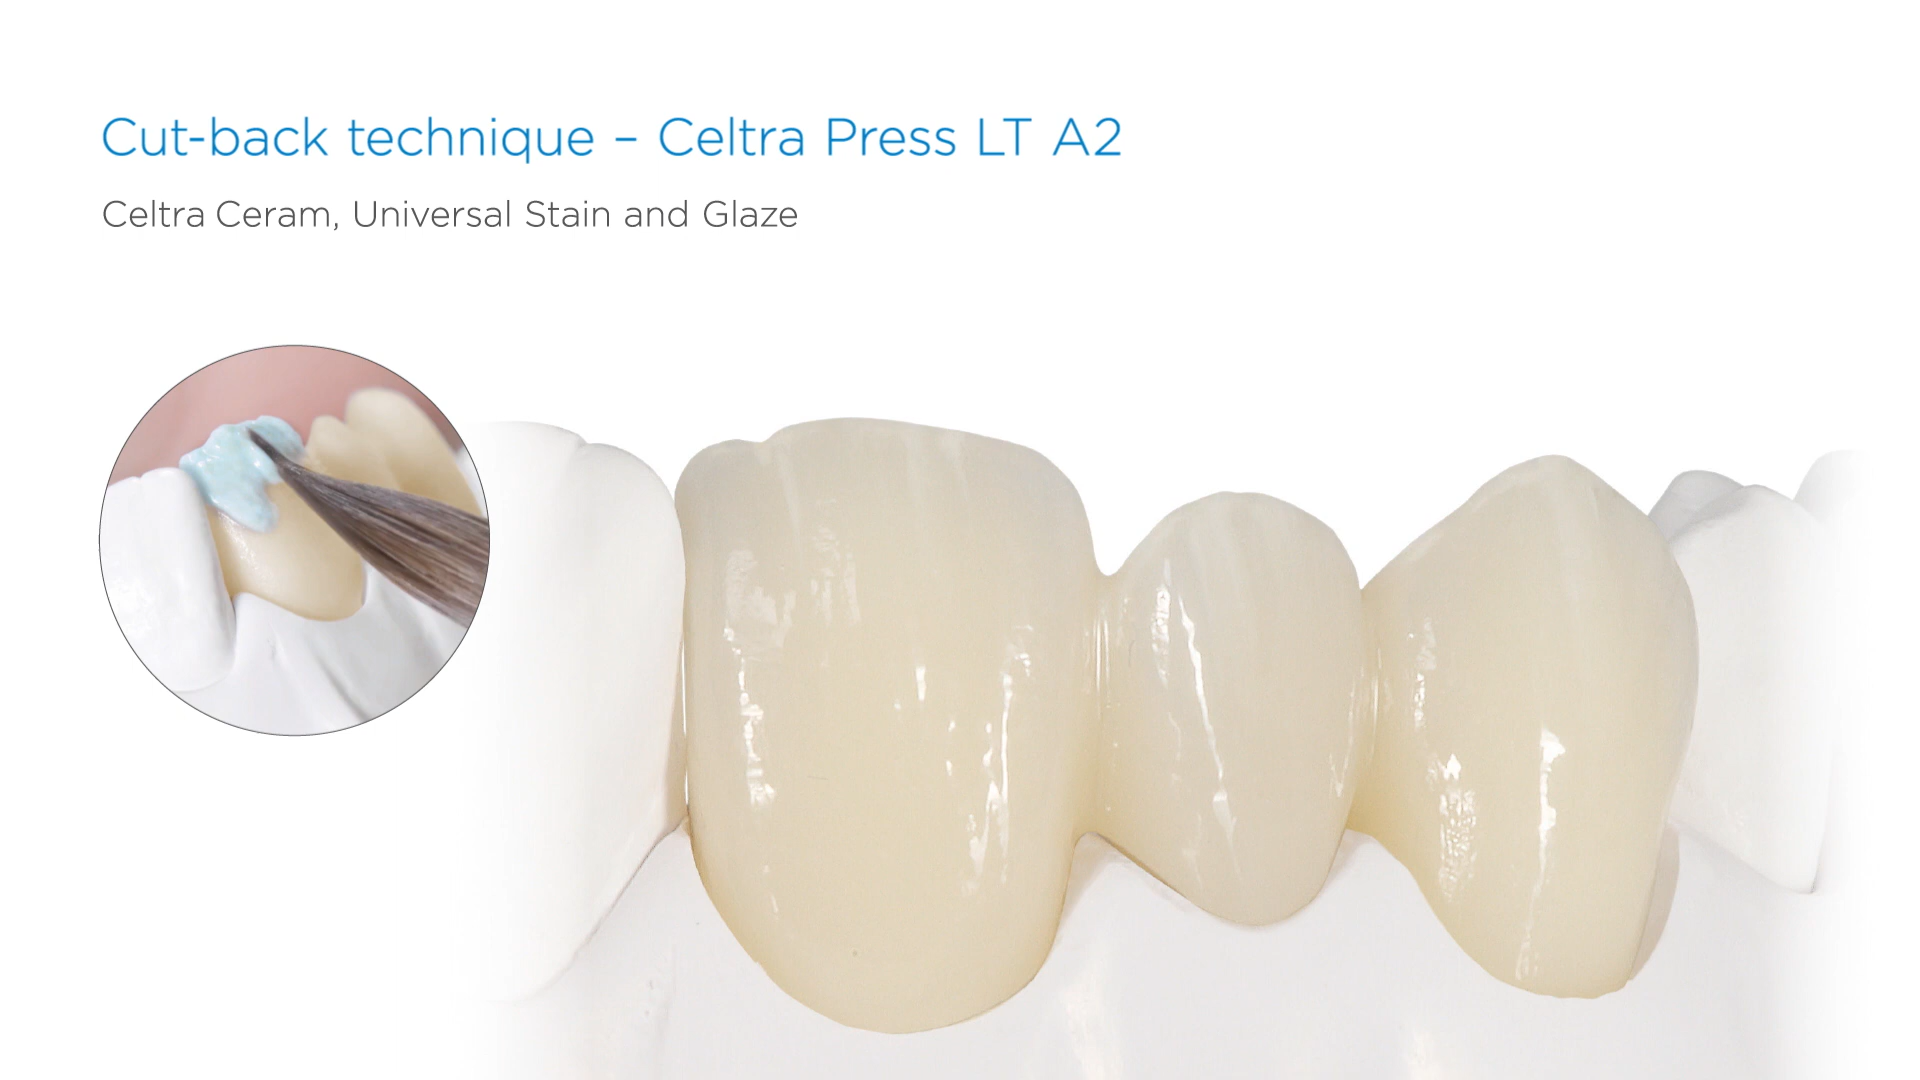 Cut-back technique – Celtra Press LT A2
Celtra Ceram, Universal Stain and Glaze